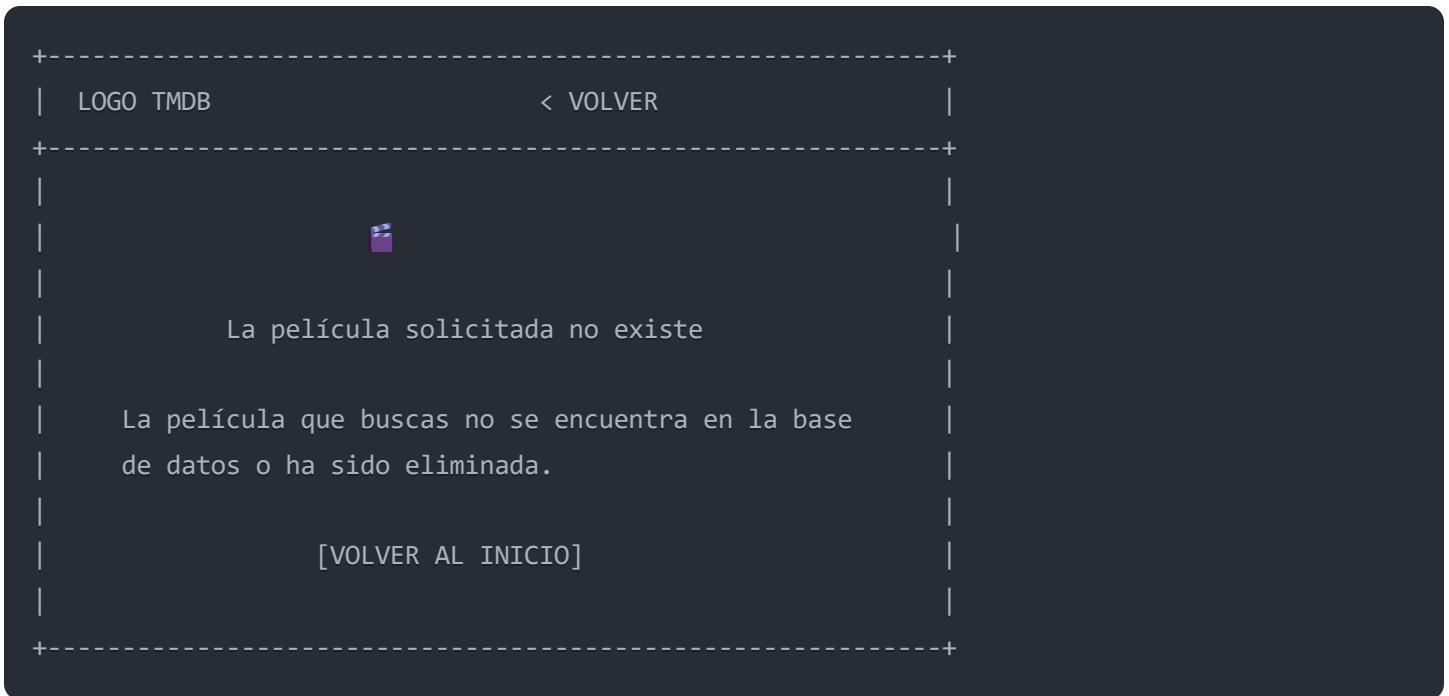 +------------------------------------------------------------+
|  LOGO TMDB                      < VOLVER                   |
+------------------------------------------------------------+
|                                                            |
|                      🎬                                     |
|                                                            |
|            La película solicitada no existe                |
|                                                            |
|     La película que buscas no se encuentra en la base      |
|     de datos o ha sido eliminada.                          |
|                                                            |
|                  [VOLVER AL INICIO]                        |
|                                                            |
+------------------------------------------------------------+